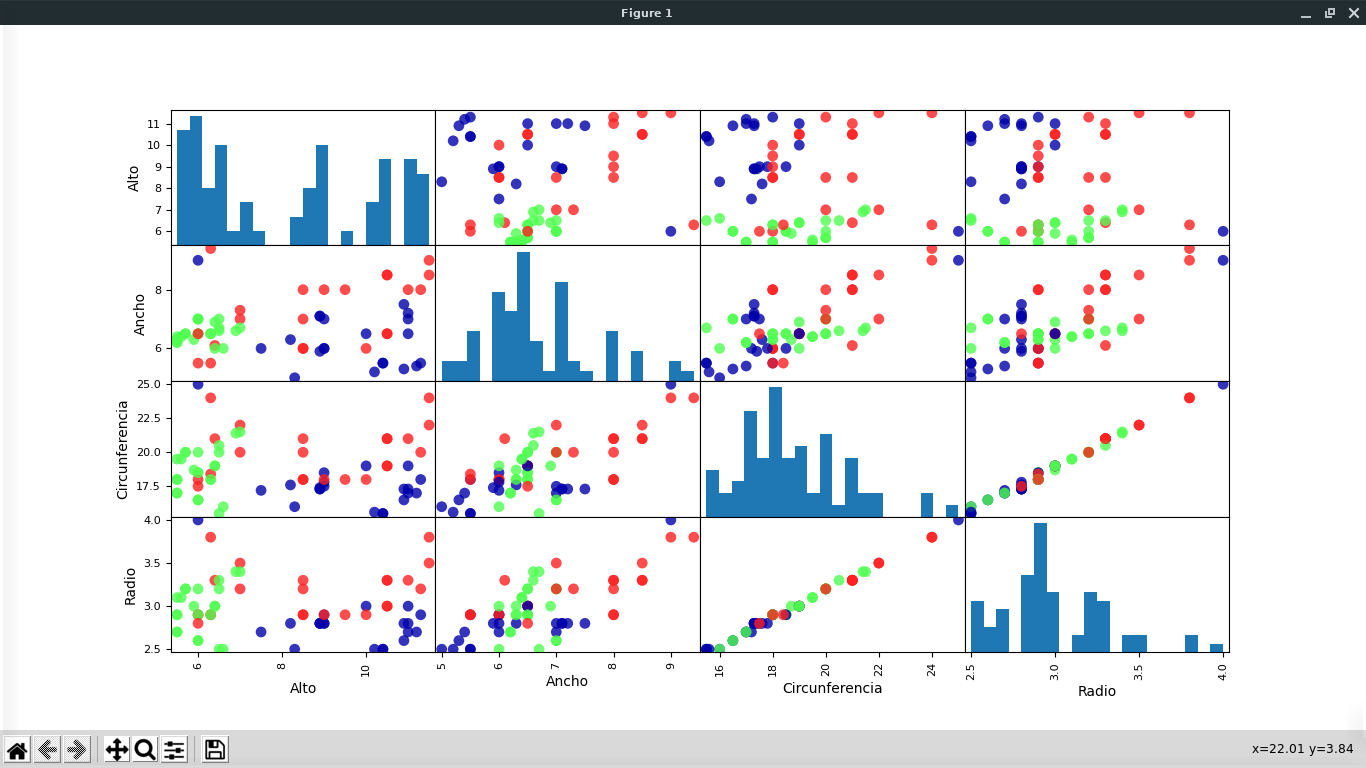 Figure 1
Alto
11
10
9
8
7
6
Ancho
8
6
Circunferencia
25.0
22.5
20.0
17.5
Radio
4.0
3.5
3.0
2.5
6 8 10 5 6 7 8 9 16 18 20 22 24 2.5 3.0 3.5 4.0
Alto Ancho Circunferencia Radio
x=22.01 y=3.84